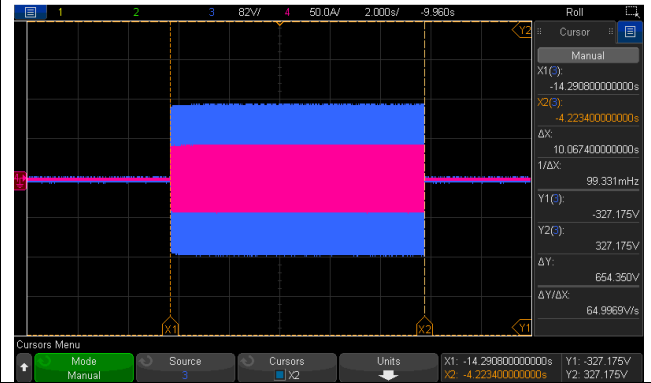 1 2 3 82V/ 4 50.0A/ 2.000s/ -9.960s Roll
Y2
Cursor
Manual
X1(3):
-14.290800000000s
X2(3):
-4.223400000000s
ΔX:
10.067400000000s
1/ΔX:
99.331mHz
Y1(3):
-327.175V
Y2(3):
327.175V
ΔY:
654.350V
ΔY/ΔX:
64.9969V/s
X1 X2 Y1
Cursors Menu
Mode Source Cursors Units X1: -14.290800000000s Y1: -327.175V
Manual 3 X2 X2: -4.223400000000s Y2: 327.175V